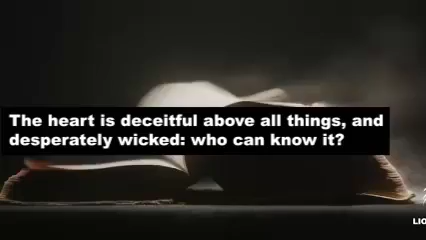 The heart is deceitful above all things, and
desperately wicked: who can know it?